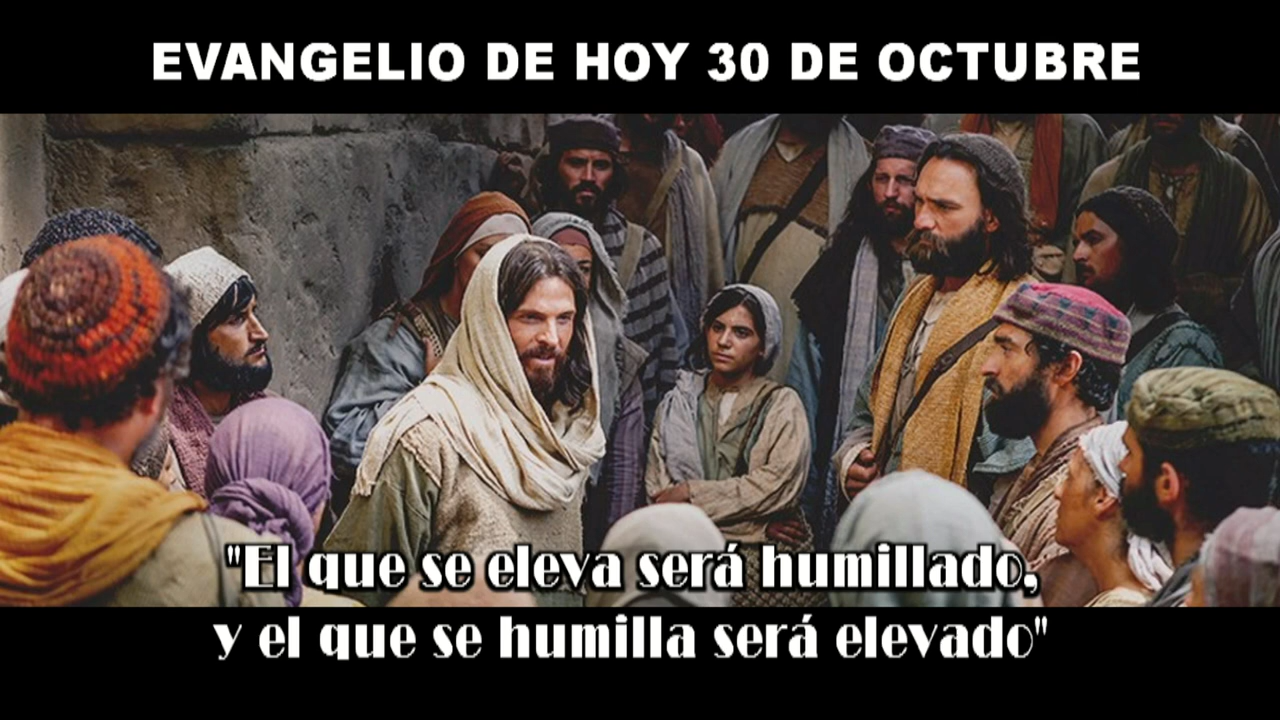 EVANGELIO DE HOY 30 DE OCTUBRE
"El que se eleva será humillado,
y el que se humilla será elevado"